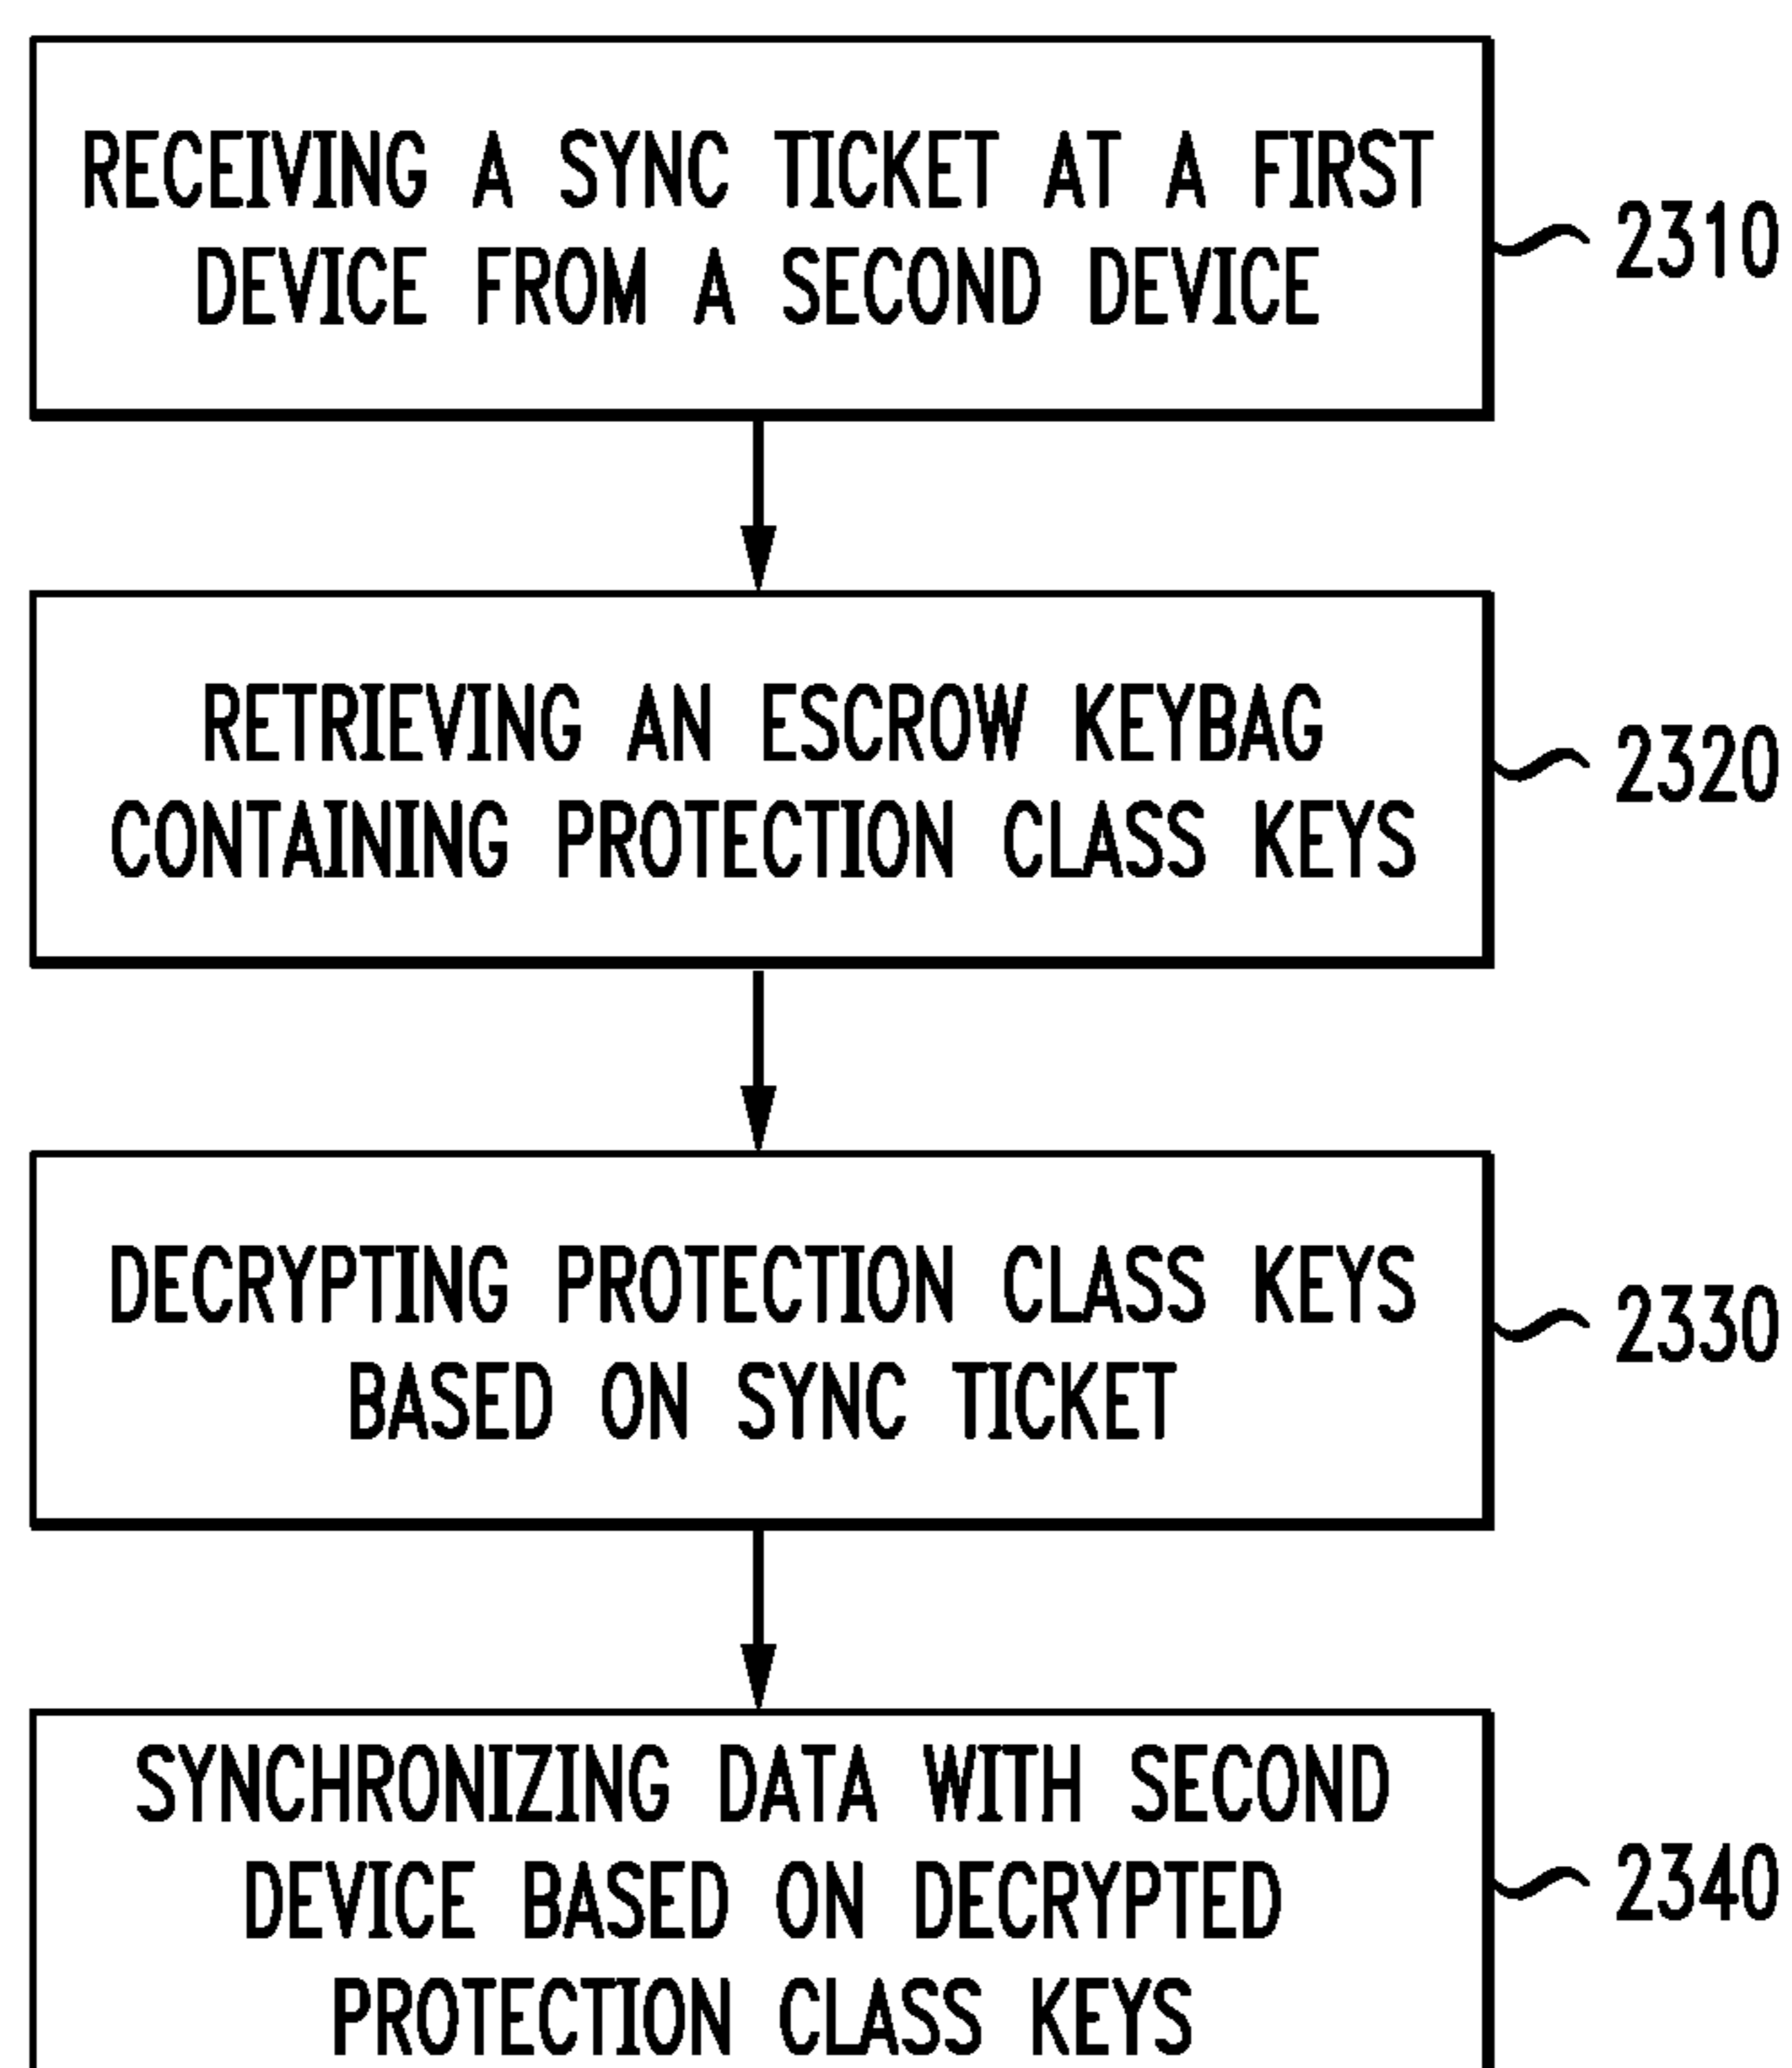 RECEIVING A SYNC TICKET AT A FIRST
DEVICE FROM A SECOND DEVICE
2310
RETRIEVING AN ESCROW KEYBAG
CONTAINING PROTECTION CLASS KEYS
2320
DECRYPTING PROTECTION CLASS KEYS
BASED ON SYNC TICKET
2330
SYNCHRONIZING DATA WITH SECOND
DEVICE BASED ON DECRYPTED
PROTECTION CLASS KEYS
2340